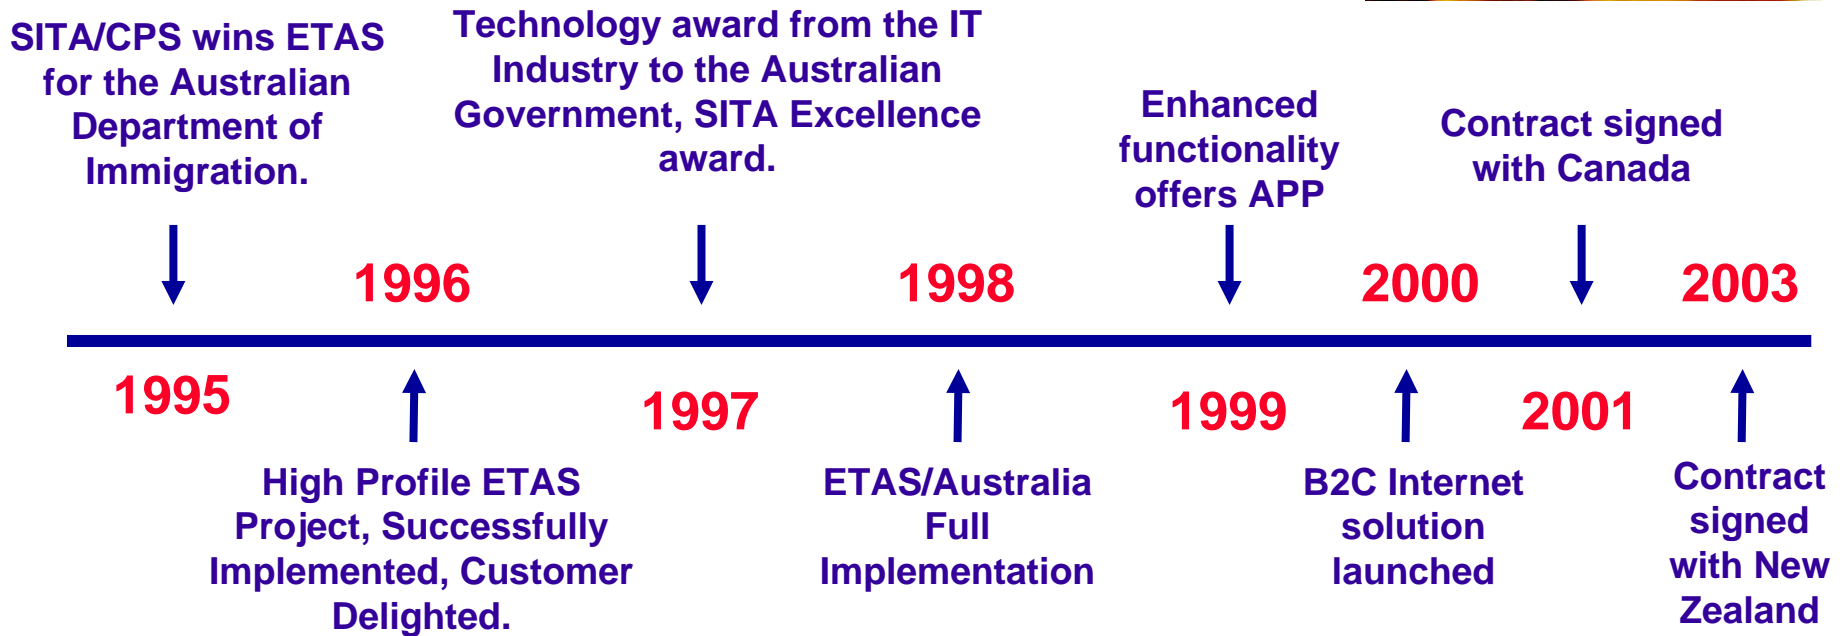 SITA/CPS wins ETAS
for the Australian
Department of
Immigration.
Technology award from the IT
Industry to the Australian
Government, SITA Excellence
award.
Enhanced
functionality
offers APP
Contract signed
with Canada
1996
1998
2000
2003
1995
1997
1999
2001
High Profile ETAS
Project, Successfully
Implemented, Customer
Delighted.
ETAS/Australia
Full
Implementation
B2C Internet
solution
launched
Contract
signed
with New
Zealand